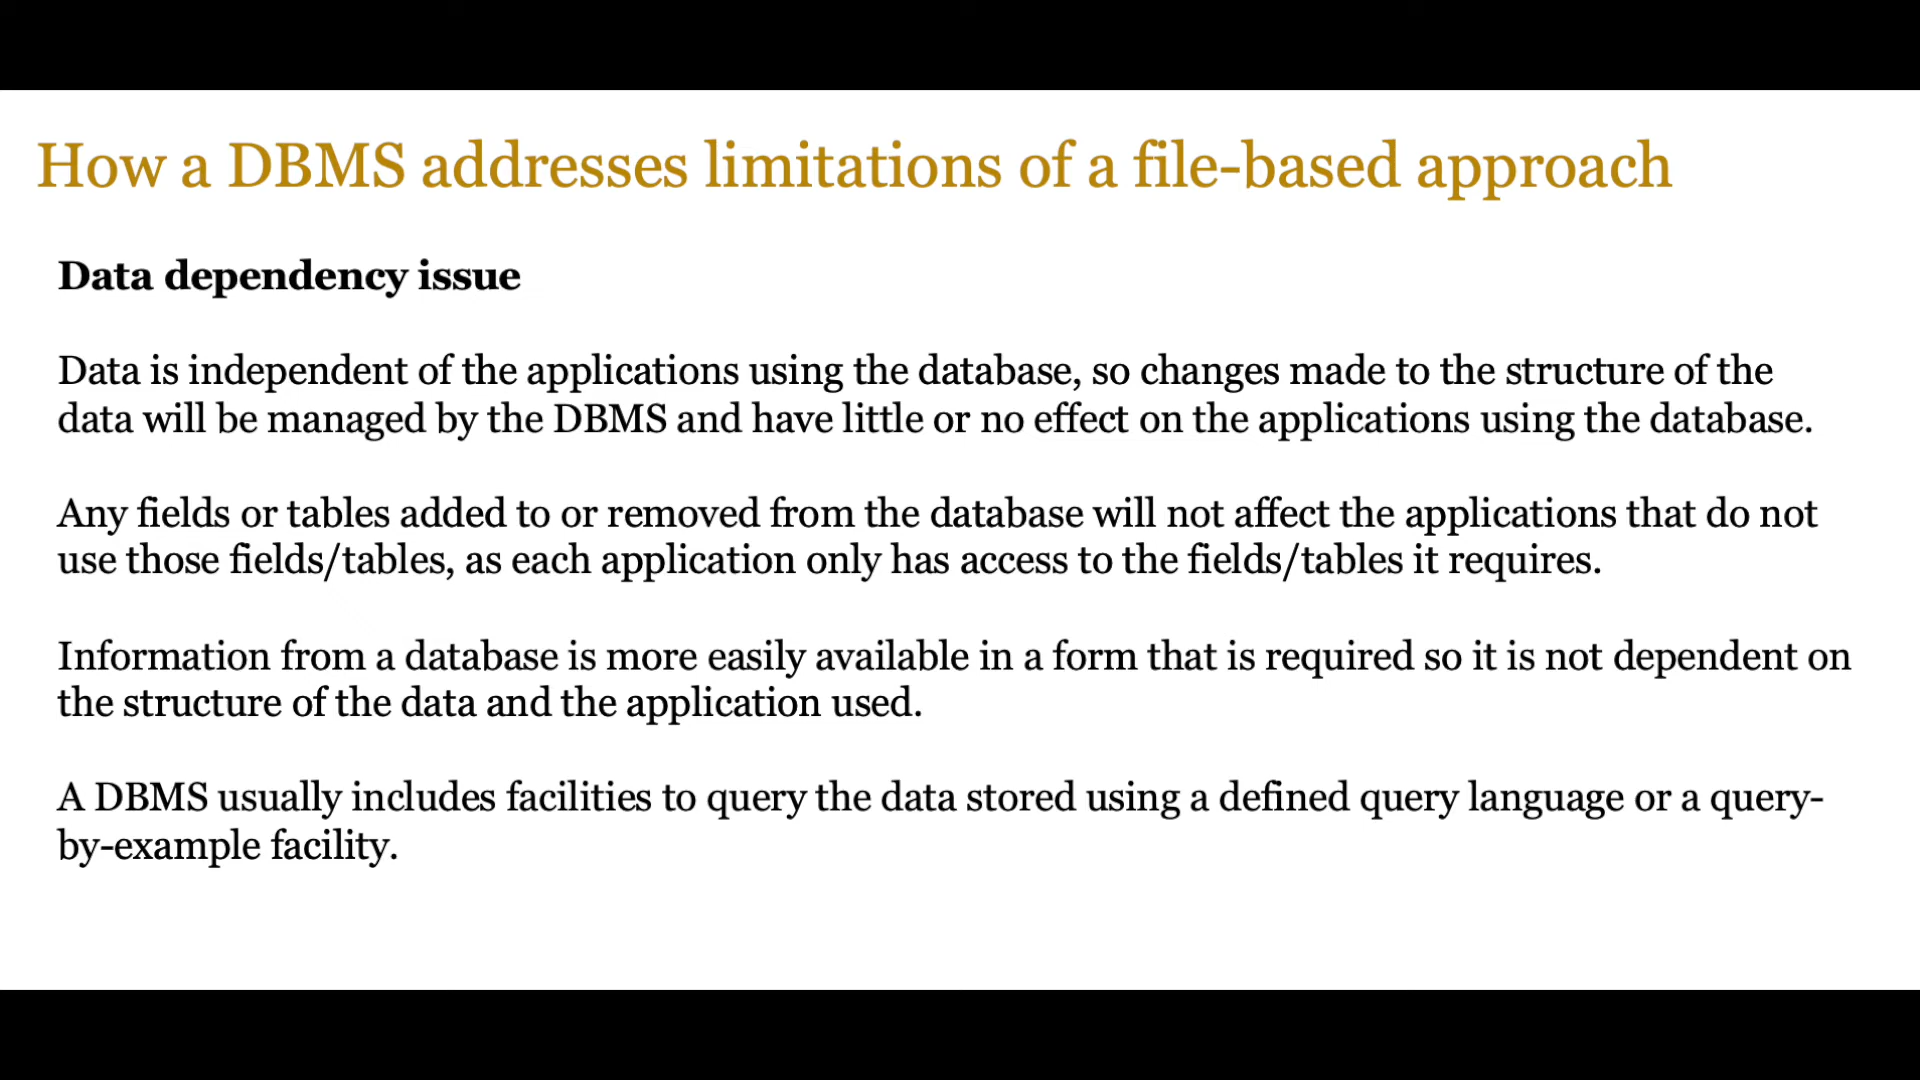 How a DBMS addresses limitations of a file-based approach
Data dependency issue
Data is independent of the applications using the database, so changes made to the structure of the
data will be managed by the DBMS and have little or no effect on the applications using the database.
Any fields or tables added to or removed from the database will not affect the applications that do not
use those fields/tables, as each application only has access to the fields/tables it requires.
Information from a database is more easily available in a form that is required so it is not dependent on
the structure of the data and the application used.
A DBMS usually includes facilities to query the data stored using a defined query language or a query-
by-example facility.